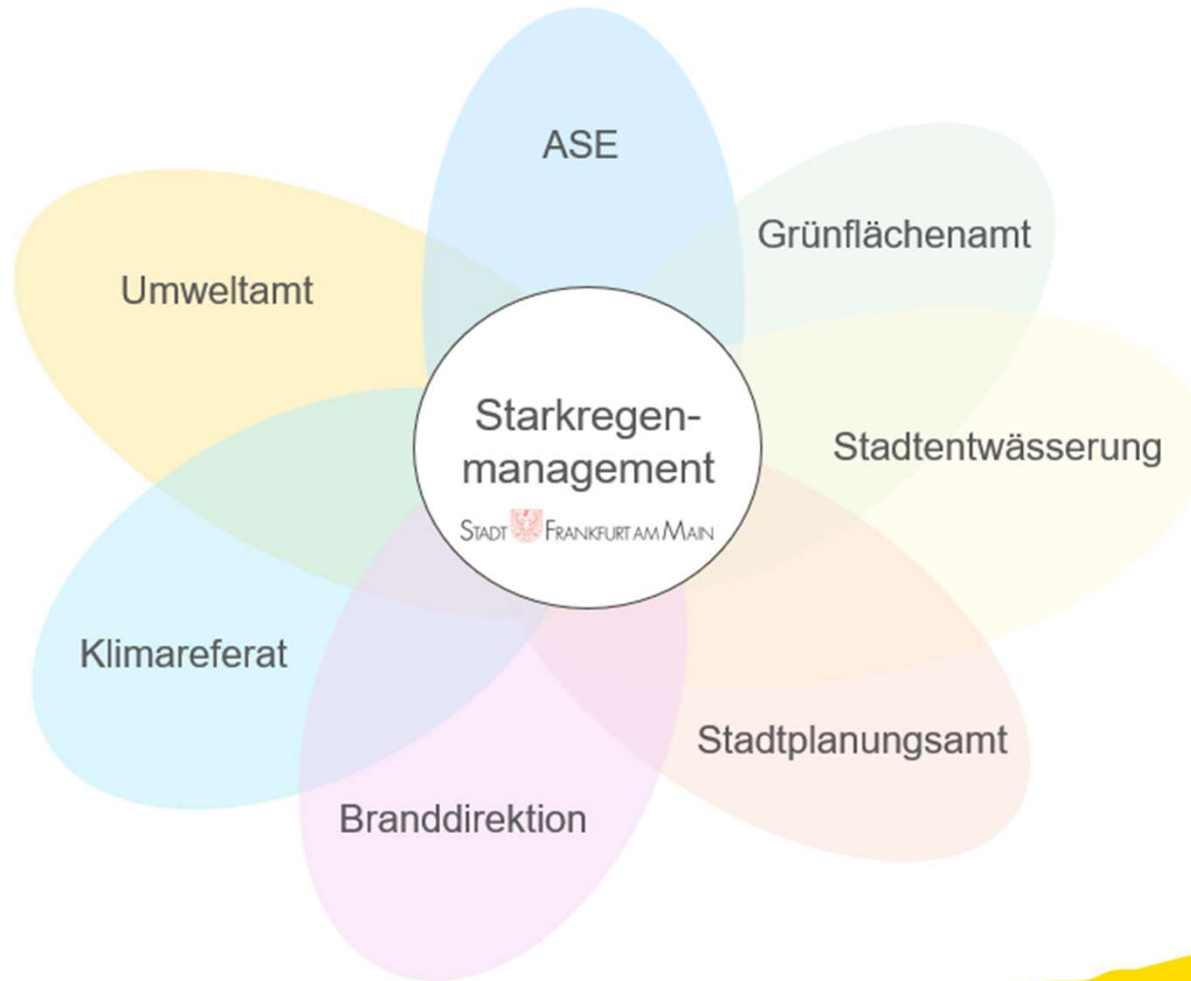 ASE
Grünflächenamt
Umweltamt
Starkregen-
management
STADT FRANKFURT AM MAIN
Stadtentwässerung
Klimareferat
Stadtplanungsamt
Branddirektion